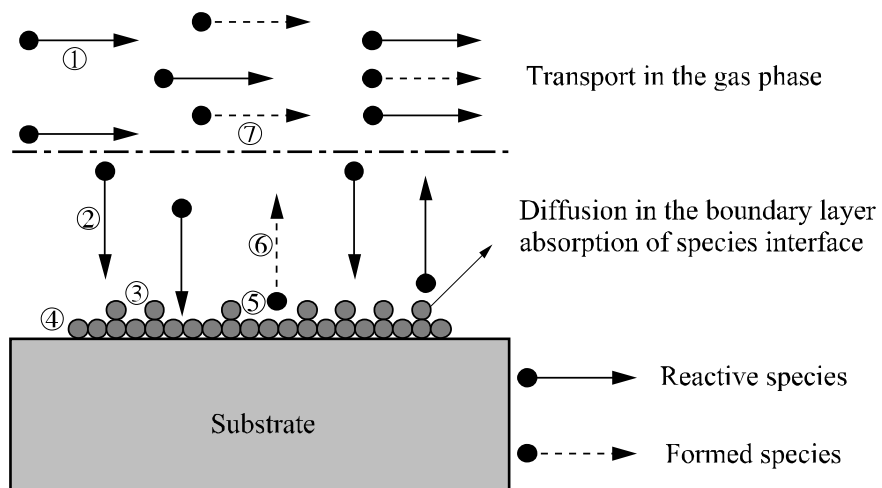 ①
Transport in the gas phase
⑦
②
⑥
Diffusion in the boundary layer
absorption of species interface
③
⑤
④
Reactive species
Substrate
Formed species